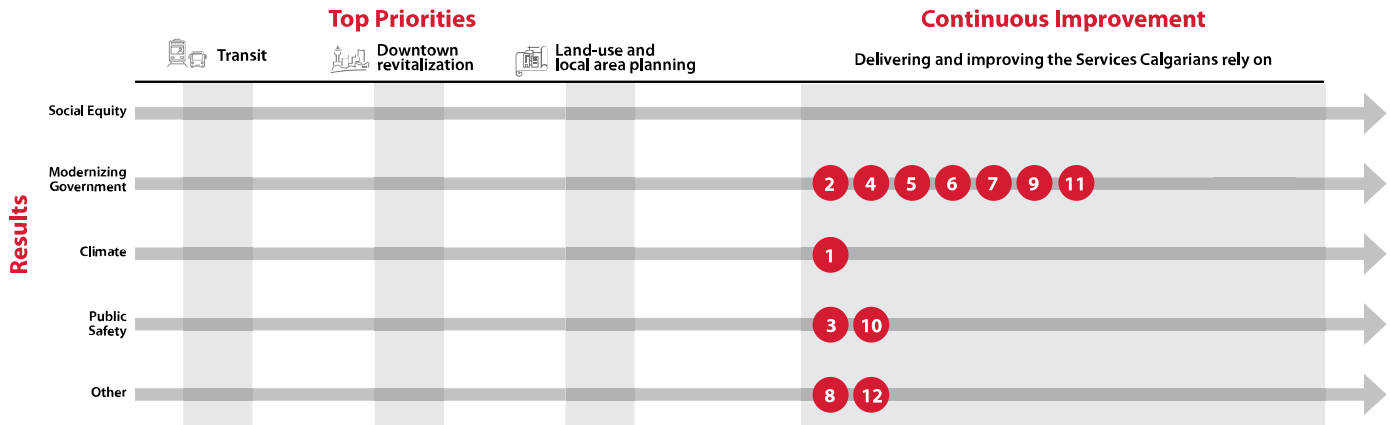 Top Priorities
Continuous Improvement
Transit
Downtown
revitalization
Land-use and
local area planning
Delivering and improving the Services Calgarians rely on
Results
Social Equity
Modernizing
Government
2 4 5 6 7 9 11
Climate
1
Public
Safety
3 10
Other
8 12